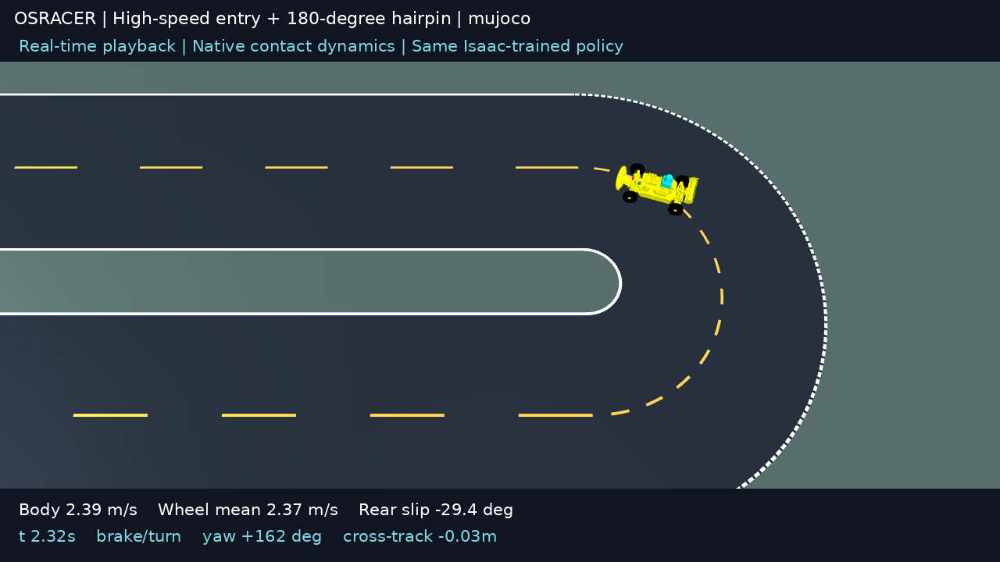 OSRACER | High-speed entry + 180-degree hairpin | mujoco
Real-time playback | Native contact dynamics | Same Isaac-trained policy
Body 2.39 m/s    Wheel mean 2.37 m/s    Rear slip -29.4 deg
t 2.32s    brake/turn    yaw +162 deg    cross-track -0.03m